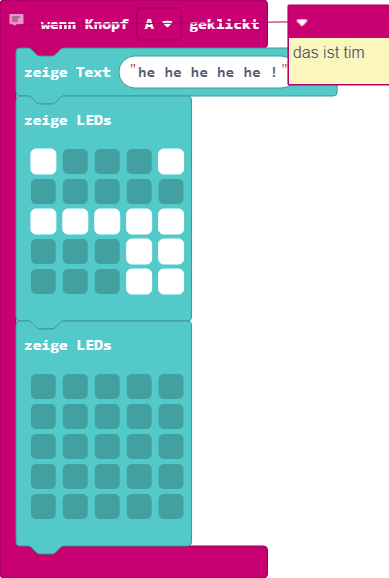 wenn Knopf A geklickt
das ist tim
zeige Text "he he he he he !"
zeige LEDs
zeige LEDs